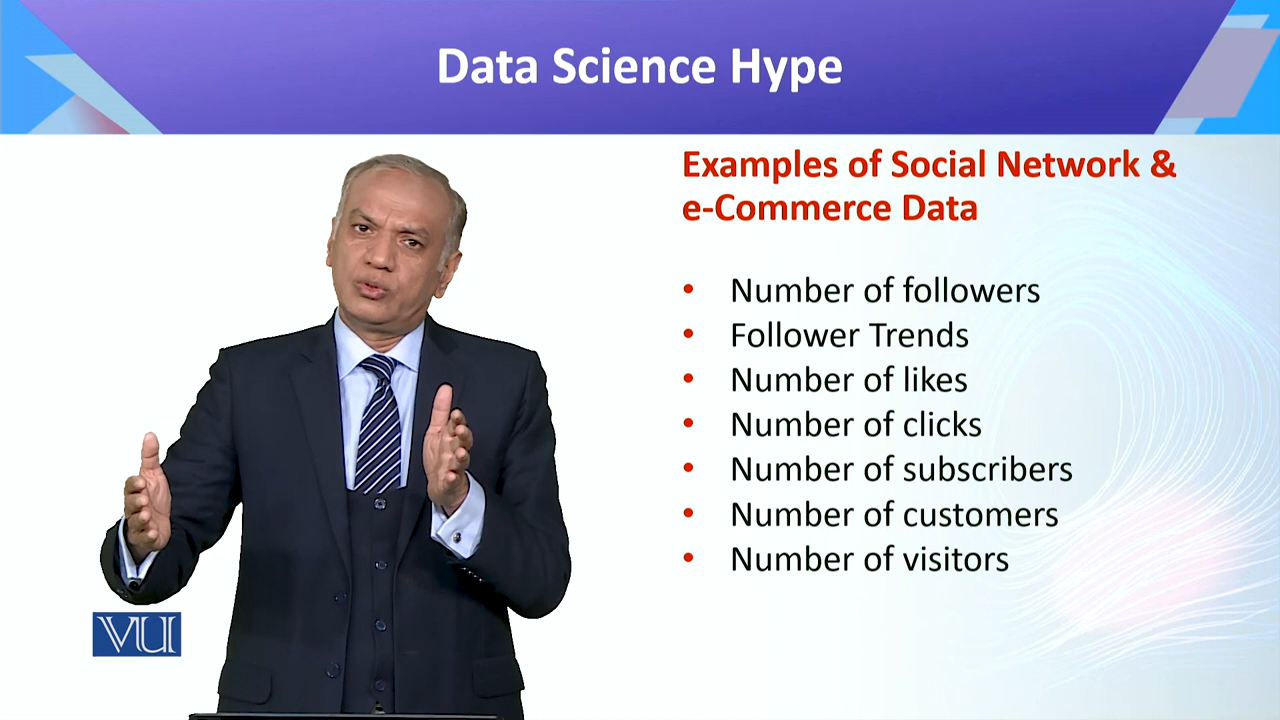 Data Science Hype
Examples of Social Network &
e-Commerce Data
• Number of followers
• Follower Trends
• Number of likes
• Number of clicks
• Number of subscribers
• Number of customers
• Number of visitors
VU